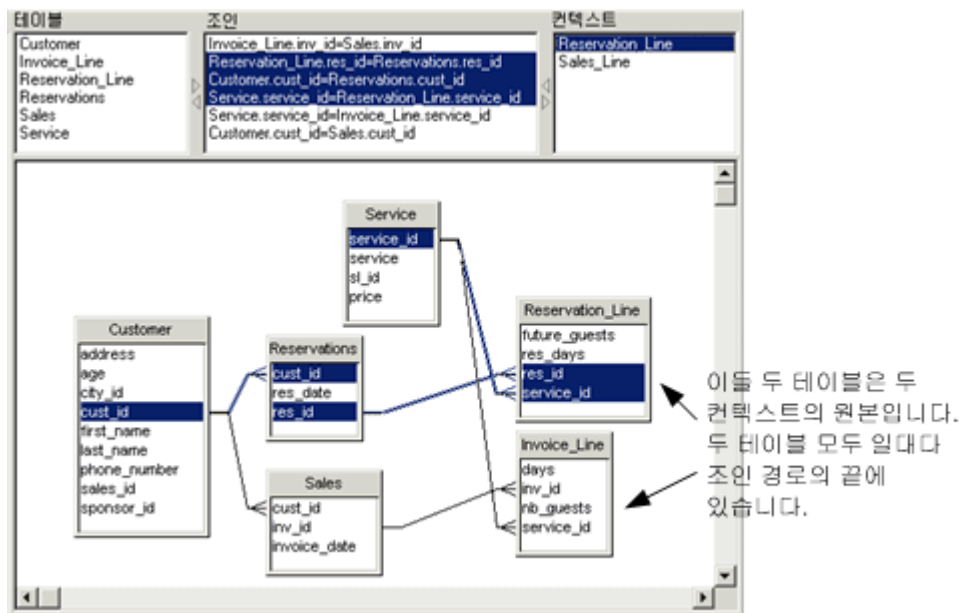 테이블
Customer
Invoice_Line
Reservation_Line
Reservations
Sales
Service
조인
Invoice_Line.inv_id=Sales.inv_id
Reservation_Line.res_id=Reservations.res_id
Customer.cust_id=Reservations.cust_id
Service.service_id=Reservation_Line.service_id
Service.service_id=Invoice_Line.service_id
Customer.cust_id=Sales.cust_id
컨텍스트
Reservation_Line
Sales_Line
Service
service_id
service
sl_id
price
Customer
address
age
city_id
cust_id
first_name
last_name
phone_number
sales_id
sponsor_id
Reservations
cust_id
res_date
res_id
Sales
cust_id
inv_id
invoice_date
Reservation_Line
future_guests
res_days
res_id
service_id
Invoice_Line
days
inv_id
nb_guests
service_id
이들 두 테이블은 두
컨텍스트의 원본입니다.
두 테이블 모두 일대다
조인 경로의 끝에
있습니다.